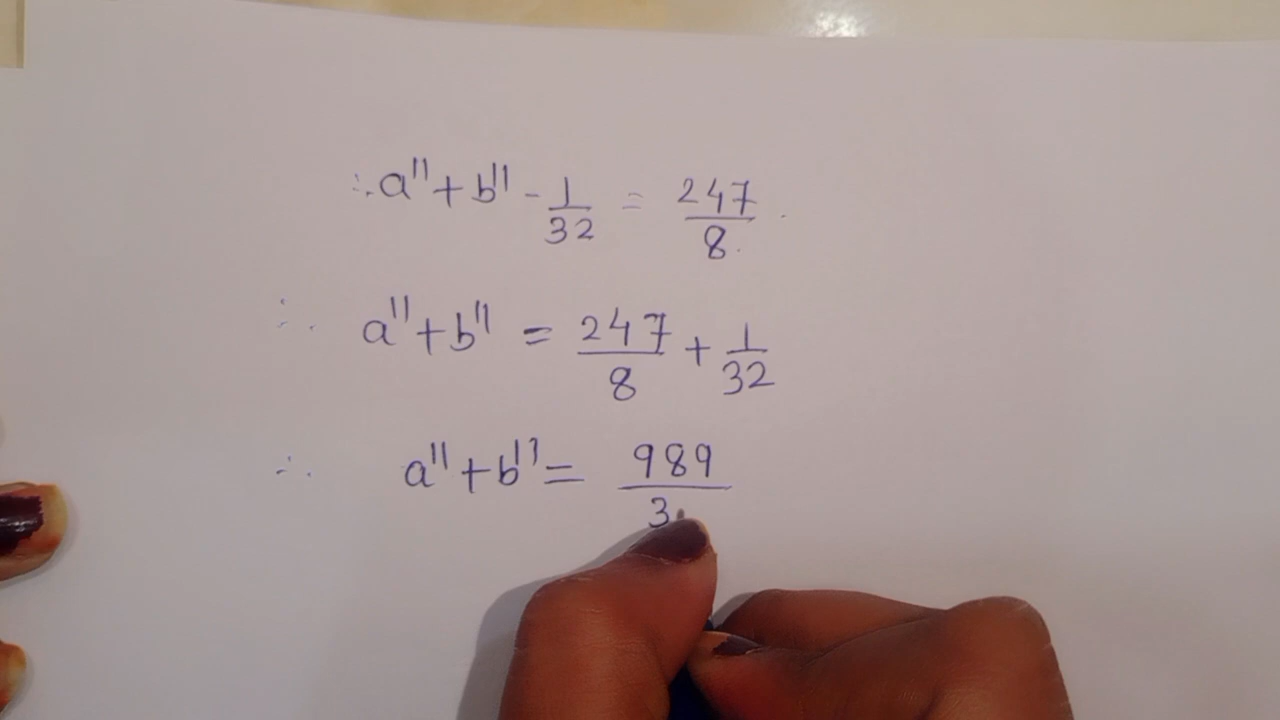 ∴ a¹¹ + b¹¹ - 1/32 = 247/8
∴ a¹¹ + b¹¹ = 247/8 + 1/32
∴ a¹¹ + b¹¹ = 989/3